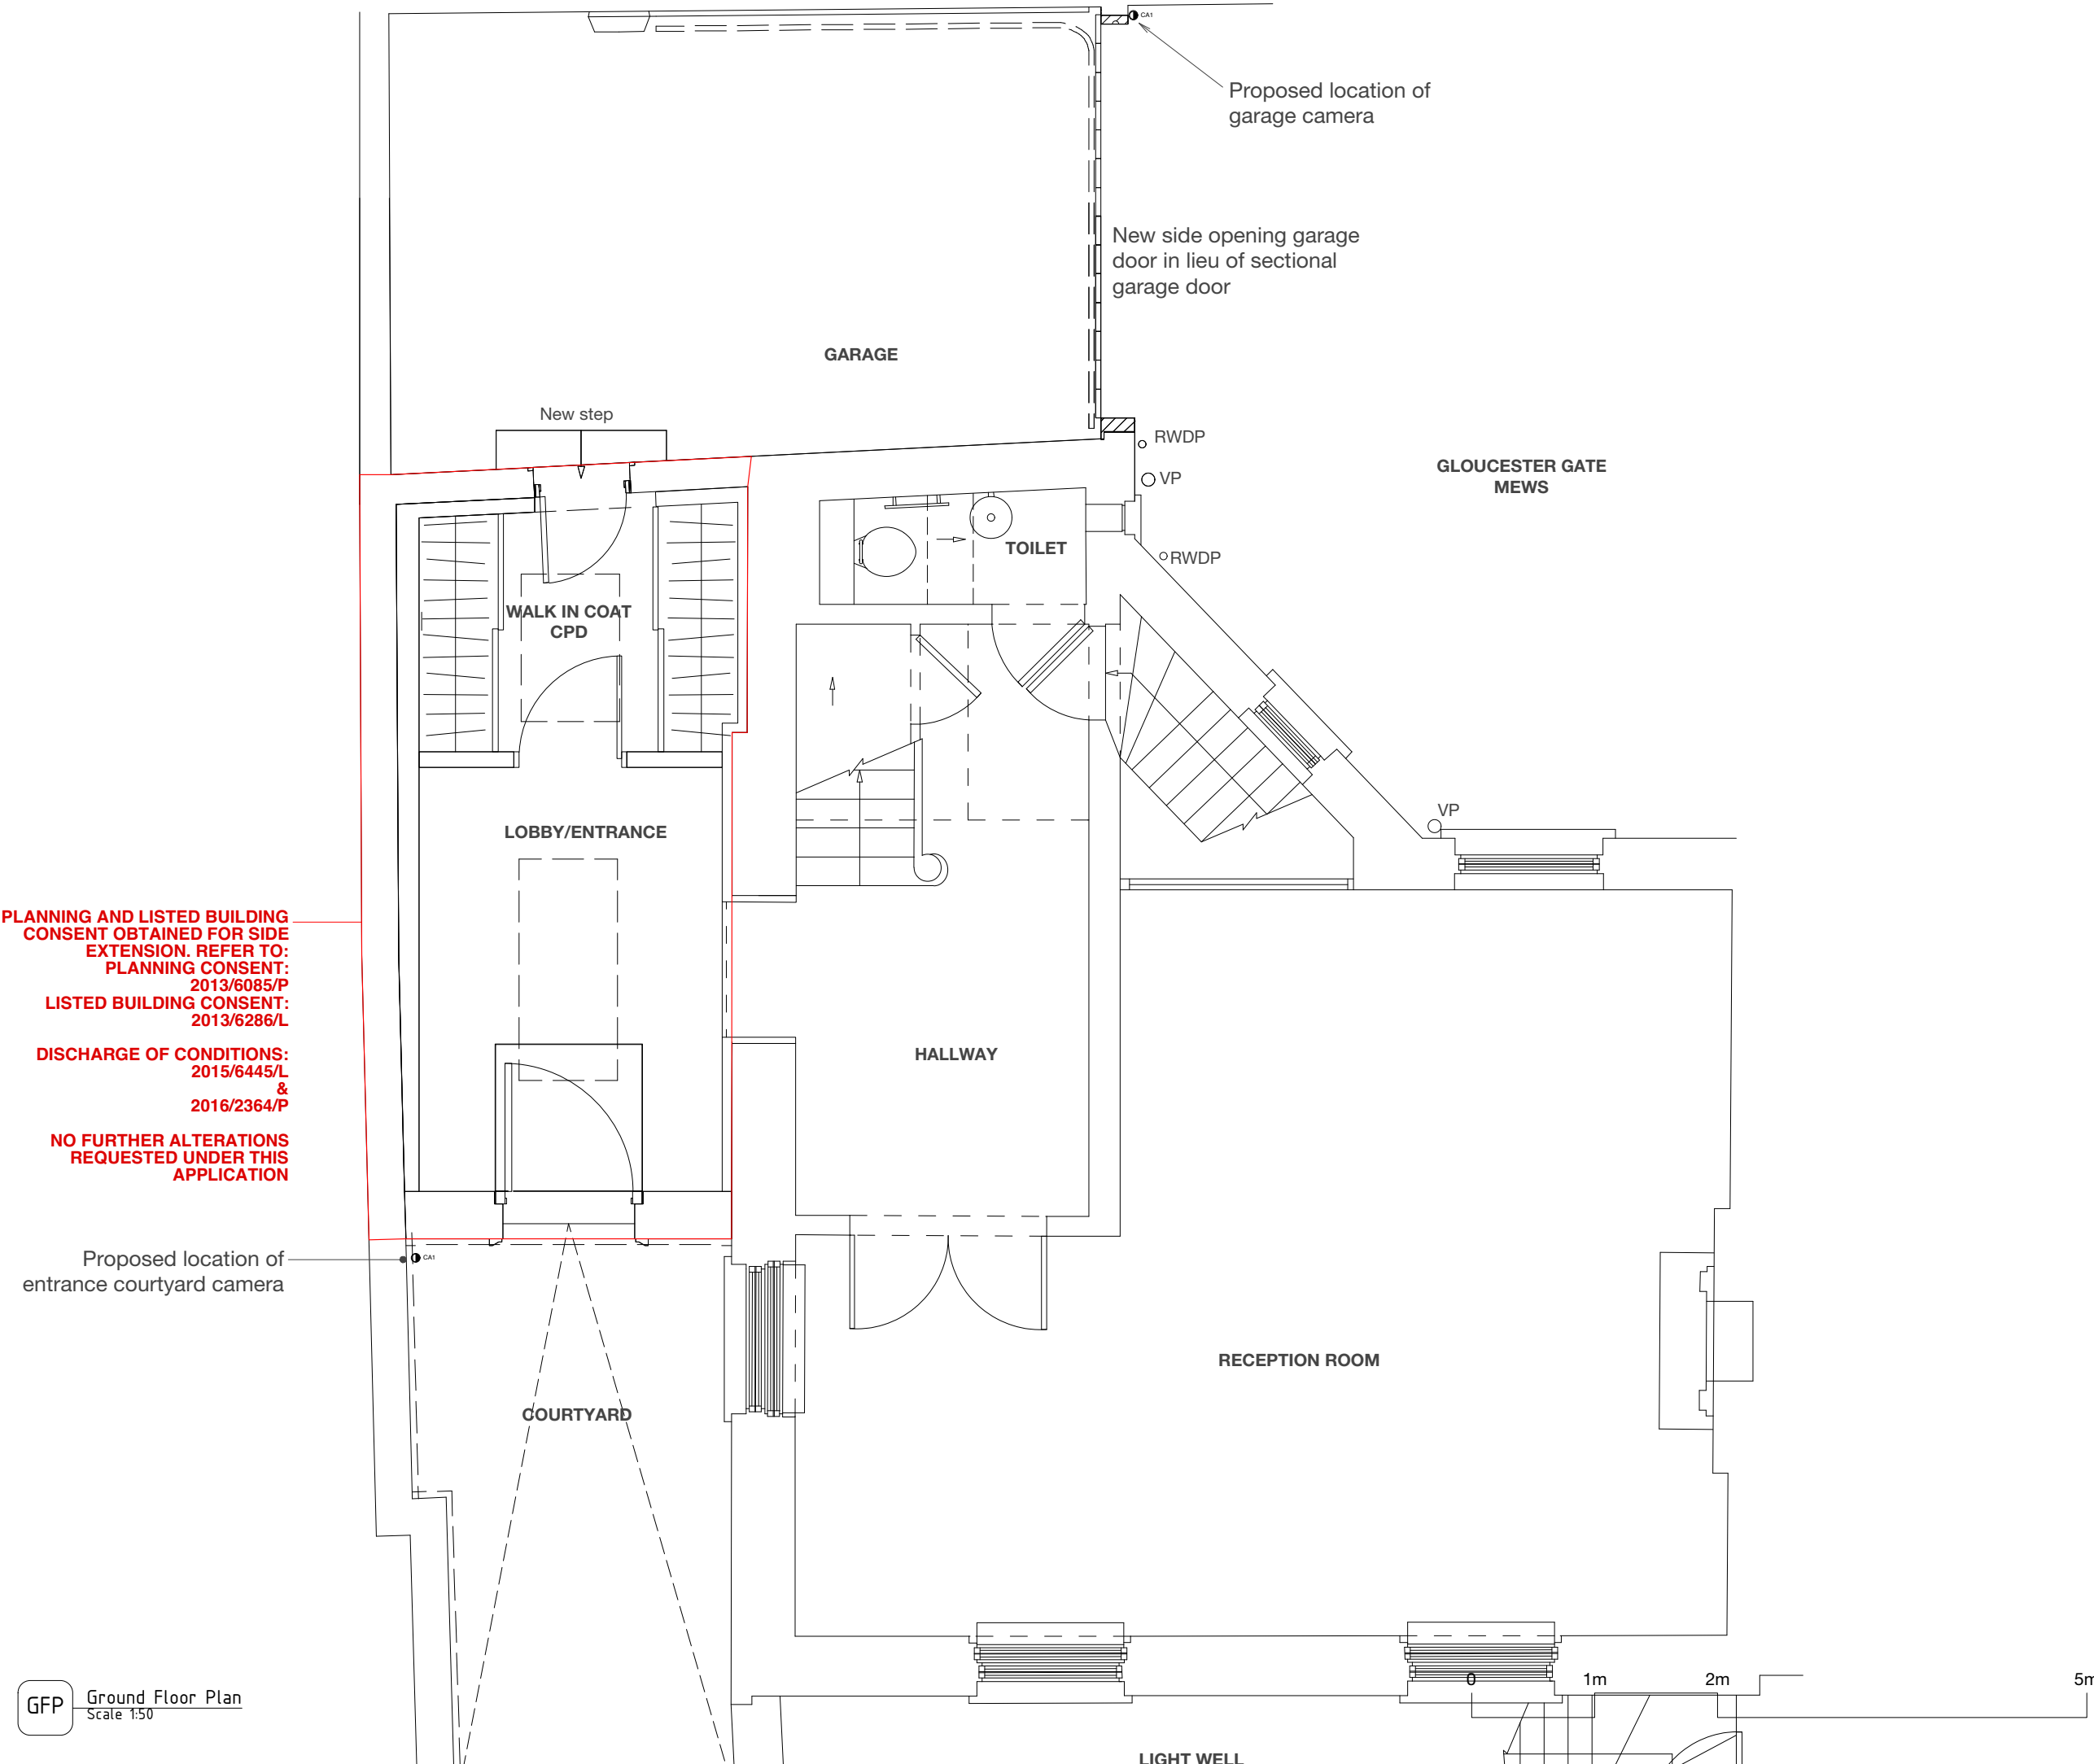 CA1
Proposed location of
garage camera
New side opening garage
door in lieu of sectional
garage door
GARAGE
New step
RWDP
VP
GLOUCESTER GATE
MEWS
TOILET
RWDP
WALK IN COAT
CPD
VP
LOBBY/ENTRANCE
PLANNING AND LISTED BUILDING
CONSENT OBTAINED FOR SIDE
EXTENSION. REFER TO:
PLANNING CONSENT:
2013/6085/P
LISTED BUILDING CONSENT:
2013/6286/L
DISCHARGE OF CONDITIONS:
2015/6445/L
&
2016/2364/P
NO FURTHER ALTERATIONS
REQUESTED UNDER THIS
APPLICATION
HALLWAY
Proposed location of
entrance courtyard camera
CA1
RECEPTION ROOM
COURTYARD
0 1m 2m 5m
GFP
Ground Floor Plan
Scale 1:50
LIGHT WELL